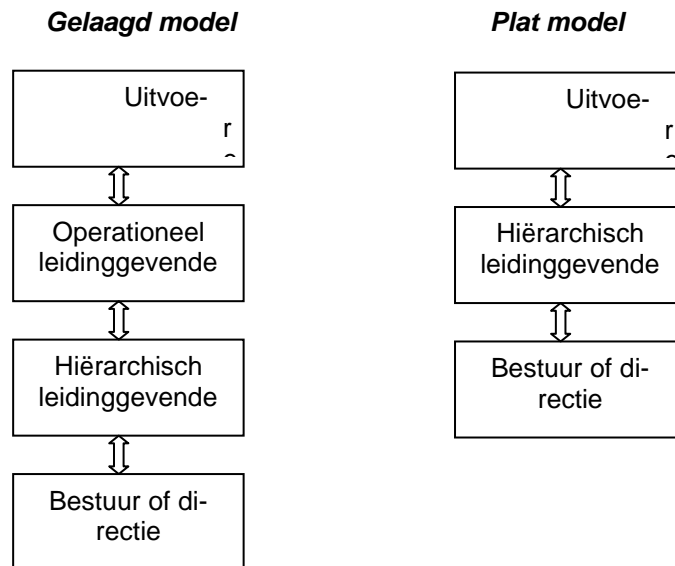 Gelaagd model
Uitvoe-
r
Operationeel
leidinggevende
Hiërarchisch
leidinggevende
Bestuur of di-
rectie
Plat model
Uitvoe-
r
Hiërarchisch
leidinggevende
Bestuur of di-
rectie